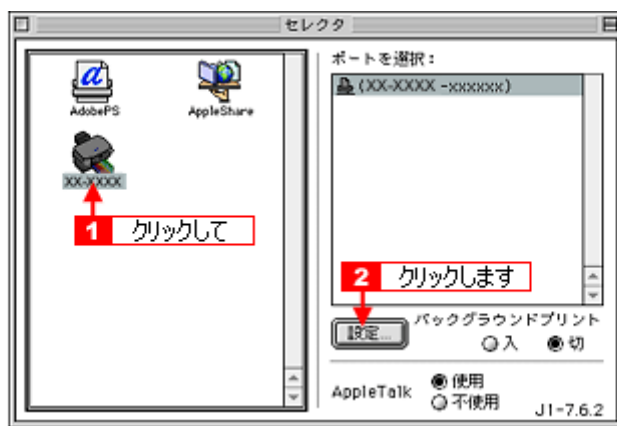 セレクタ
AdobePS
AppleShare
XX-XXXX
1 クリックして
ポートを選択：
(XX-XXXX -xxxxxx)
2 クリックします
設定...
バックグラウンドプリント
入 切
AppleTalk
使用
不使用
J1-7.6.2